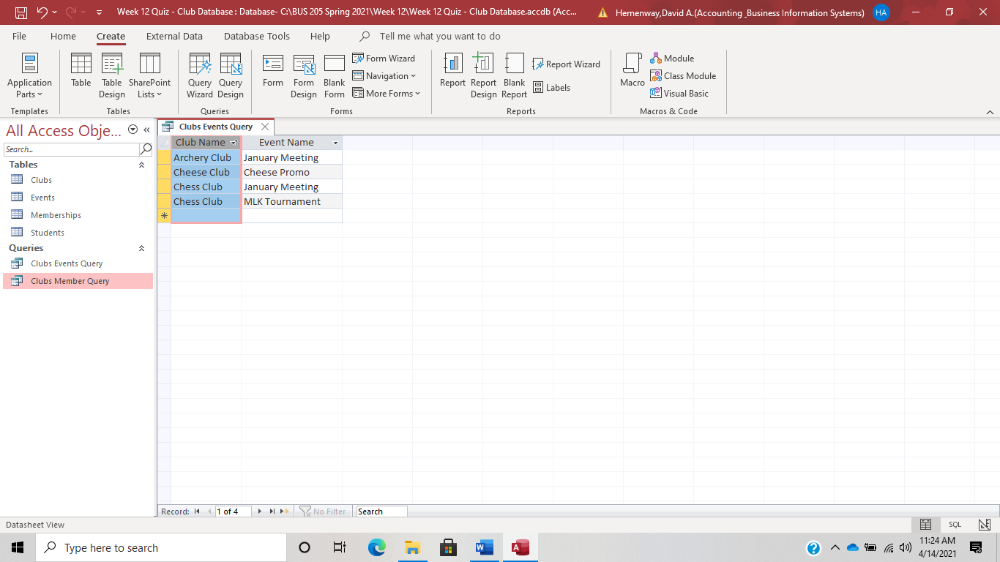 Week 12 Quiz - Club Database : Database- C:\BUS 205 Spring 2021\Week 12\Week 12 Quiz - Club Database.accdb (Acc... Hemenway,David A.(Accounting _Business Information Systems) HA
File Home Create External Data Database Tools Help Tell me what you want to do
Application Parts
Templates
Table
Table Design
SharePoint Lists
Tables
Query Wizard
Query Design
Queries
Form
Form Design
Blank Form
Form Wizard
Navigation
More Forms
Forms
Report
Report Design
Blank Report
Report Wizard
Labels
Reports
Macro
Module
Class Module
Visual Basic
Macros & Code
All Access Obje...
Search...
Tables
Clubs
Events
Memberships
Students
Queries
Clubs Events Query
Clubs Member Query
Clubs Events Query
Club Name Event Name
Archery Club January Meeting
Cheese Club Cheese Promo
Chess Club January Meeting
Chess Club MLK Tournament
Record: 1 of 4 No Filter Search
Datasheet View SQL
Type here to search
11:24 AM
4/14/2021